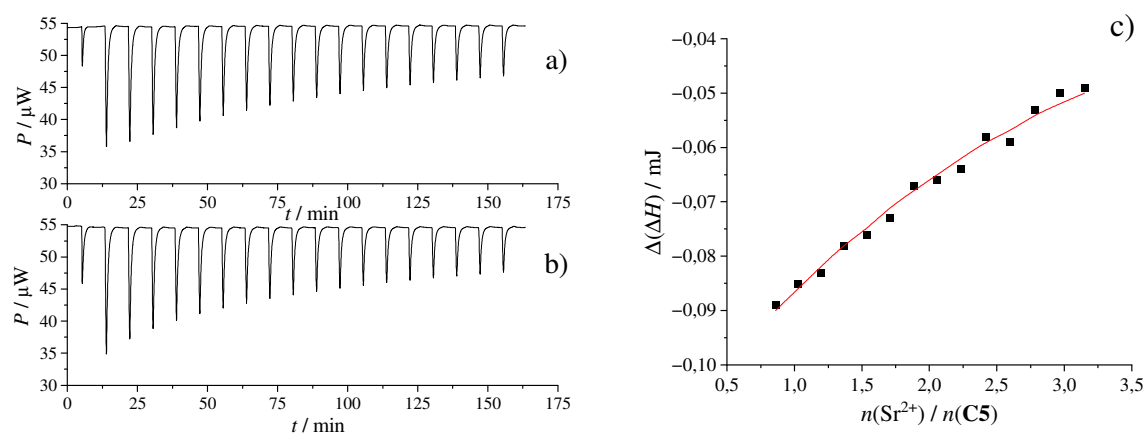 55
50
45
40
35
30
P / µW
a)
0 25 50 75 100 125 150 175
t / min
55
50
45
40
35
30
P / µW
b)
0 25 50 75 100 125 150 175
t / min
c)
−0,04
−0,05
−0,06
−0,07
−0,08
−0,09
−0,10
Δ(ΔH) / mJ
0,5 1,0 1,5 2,0 2,5 3,0 3,5
n(Sr²⁺) / n(C5)